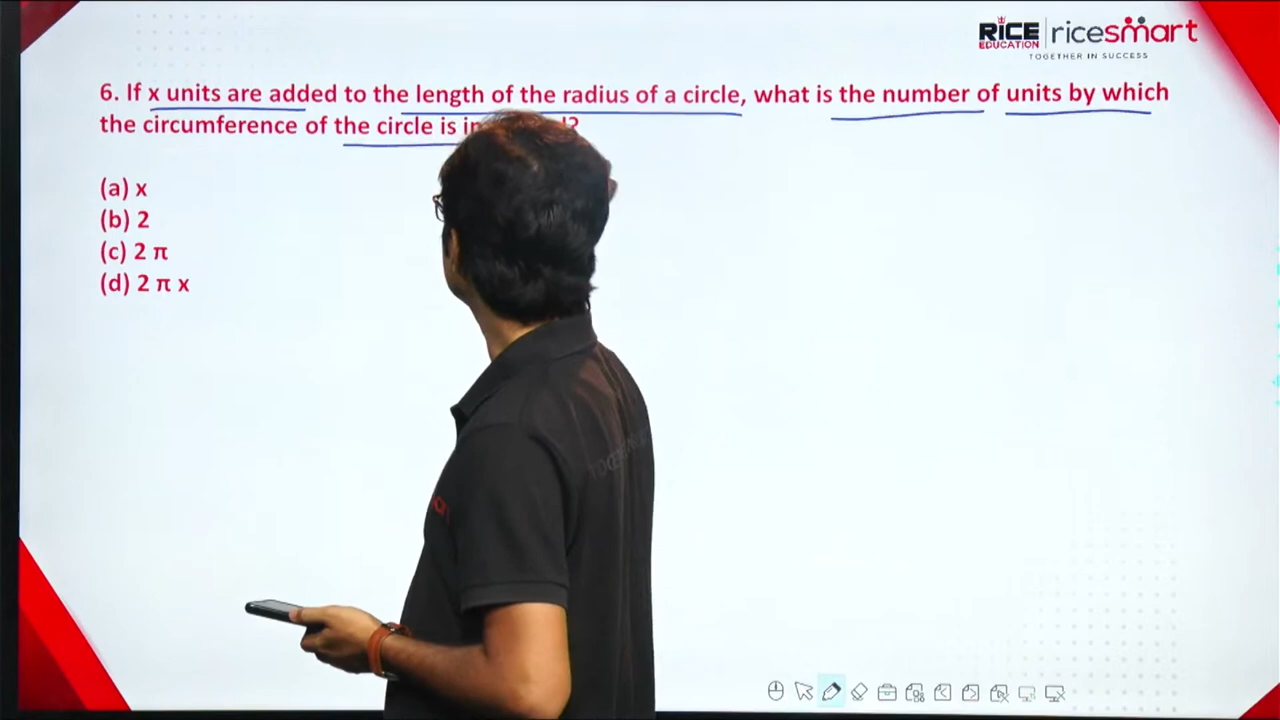 RICE EDUCATION | ricesmart
TOGETHER IN SUCCESS
6. If x units are added to the length of the radius of a circle, what is the number of units by which
the circumference of the circle is
(a) x
(b) 2
(c) 2 π
(d) 2 π x